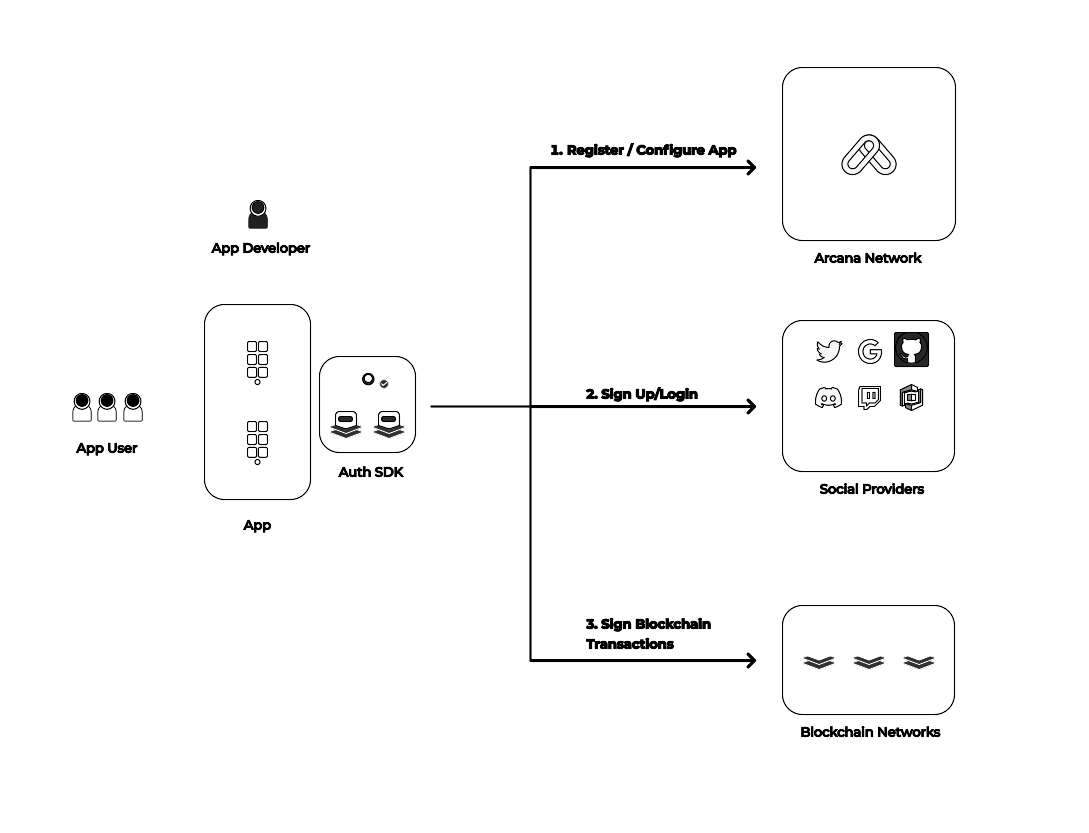 1. Register / Configure App
App Developer
Arcana Network
2. Sign Up/Login
App User
Auth SDK
Social Providers
App
3. Sign Blockchain
Transactions
Blockchain Networks